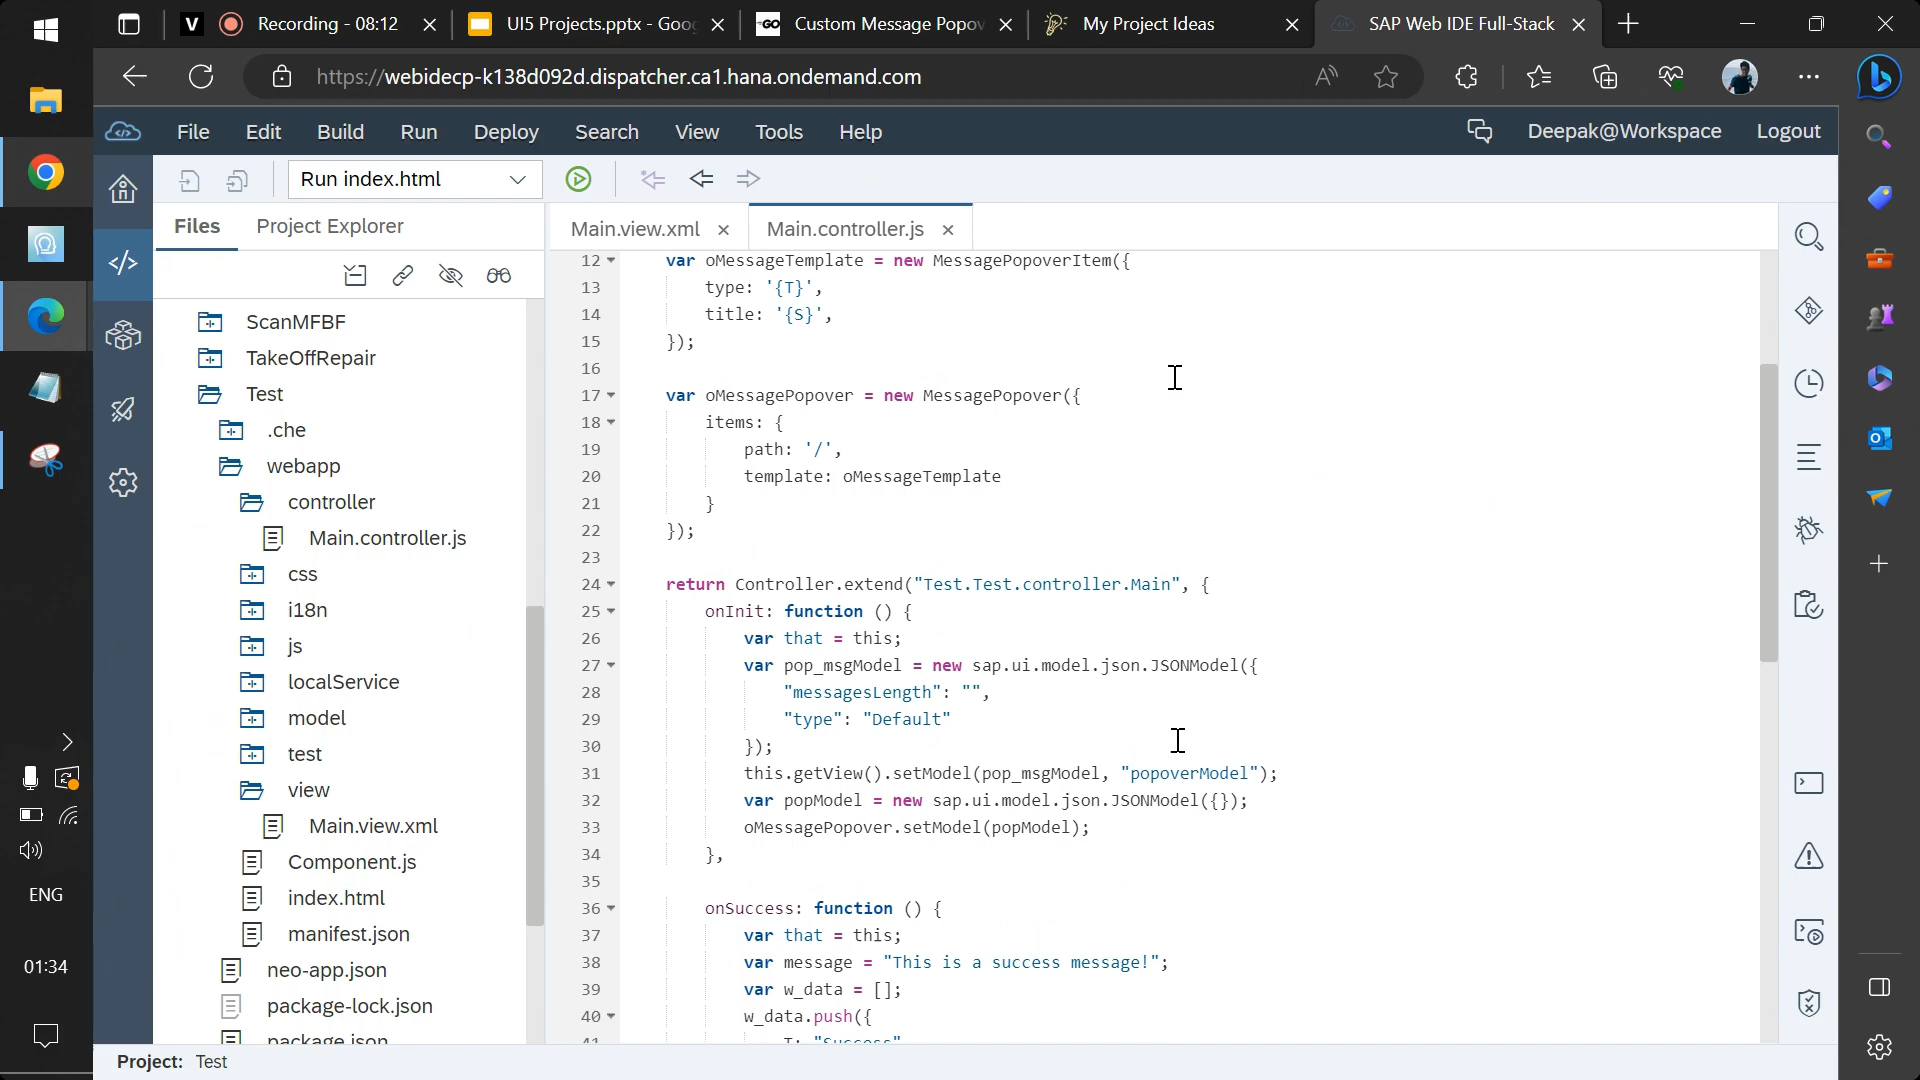 Recording - 08:12
UI5 Projects.pptx - Goo
Custom Message Popov
My Project Ideas
SAP Web IDE Full-Stack
https://webidecp-k138d092d.dispatcher.ca1.hana.ondemand.com
File Edit Build Run Deploy Search View Tools Help
Deepak@Workspace Logout
Run index.html
Files Project Explorer
Main.view.xml
Main.controller.js
ScanMFBF
TakeOffRepair
Test
.che
webapp
controller
Main.controller.js
css
i18n
js
localService
model
test
view
Main.view.xml
Component.js
index.html
manifest.json
neo-app.json
package-lock.json
package.json
12 var oMessageTemplate = new MessagePopoverItem({
13 type: '{T}',
14 title: '{S}',
15 });
16
17 var oMessagePopover = new MessagePopover({
18 items: {
19 path: '/',
20 template: oMessageTemplate
21 }
22 });
23
24 return Controller.extend("Test.Test.controller.Main", {
25 onInit: function () {
26 var that = this;
27 var pop_msgModel = new sap.ui.model.json.JSONModel({
28 "messagesLength": "",
29 "type": "Default"
30 });
31 this.getView().setModel(pop_msgModel, "popoverModel");
32 var popModel = new sap.ui.model.json.JSONModel({});
33 oMessagePopover.setModel(popModel);
34 },
35
36 onSuccess: function () {
37 var that = this;
38 var message = "This is a success message!";
39 var w_data = [];
40 w_data.push({
41 T: "Success"
Project: Test
ENG
01:34